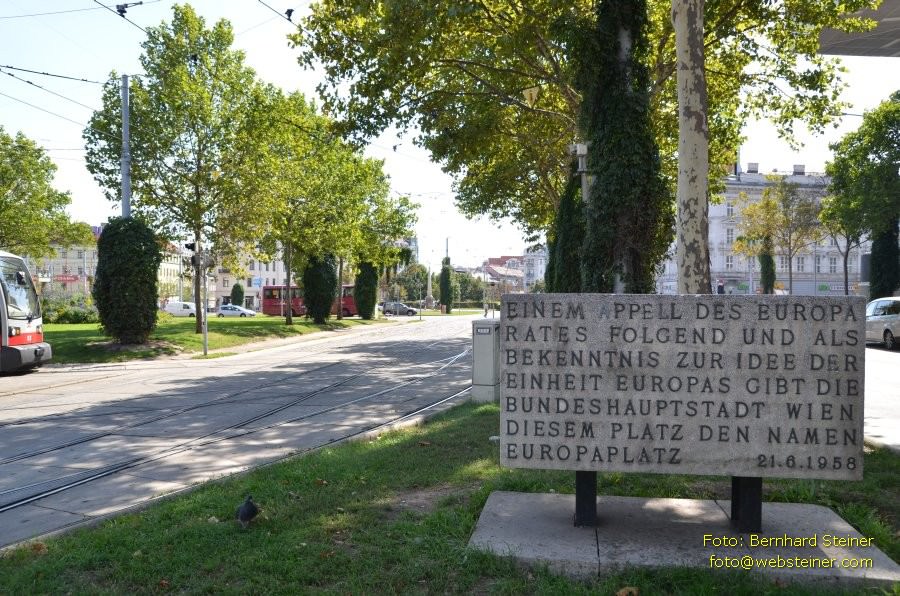 EINEM APPELL DES EUROPA
RATES FOLGEND UND ALS
BEKENNTNIS ZUR IDEE DER
EINHEIT EUROPAS GIBT DIE
BUNDESHAUPTSTADT WIEN
DIESEM PLATZ DEN NAMEN
EUROPAPLATZ 21.6.1958
Foto: Bernhard Steiner
foto@websteiner.com